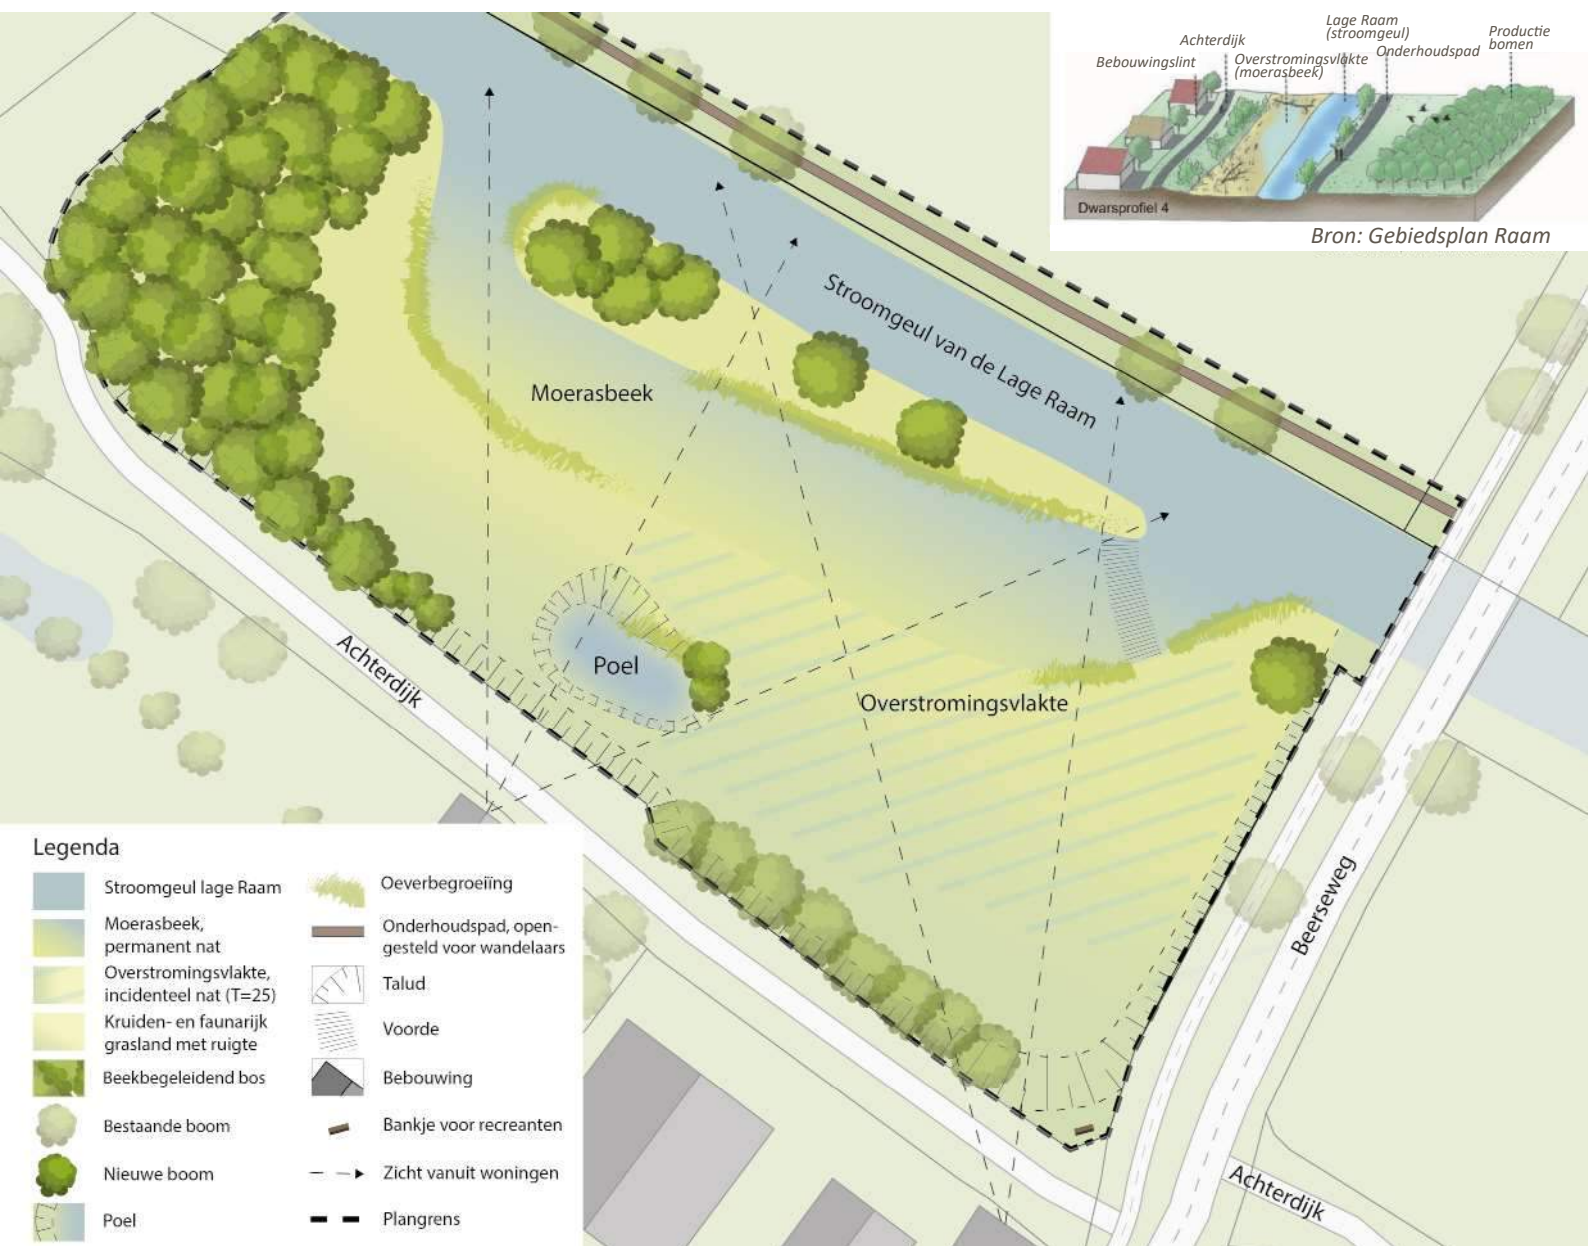 Lage Raam
(stroomgeul)
Productie
bomen
Achterdijk
Onderhoudspad
Bebouwingslint
Overstromingsvlakte
(moerasbeek)
Dwarsprofiel 4
Bron: Gebiedsplan Raam
Stroomgeul van de Lage Raam
Moerasbeek
Poel
Achterdijk
Overstromingsvlakte
Beerseweg
Achterdijk
Legenda
Stroomgeul lage Raam
Moerasbeek,
permanent nat
Overstromingsvlakte,
incidenteel nat (T=25)
Kruiden- en faunarijk
grasland met ruigte
Beekbegeleidend bos
Bestaande boom
Nieuwe boom
Poel
Oeverbegroeiïng
Onderhoudspad, open-
gesteld voor wandelaars
Talud
Voorde
Bebouwing
Bankje voor recreanten
Zicht vanuit woningen
Plangrens